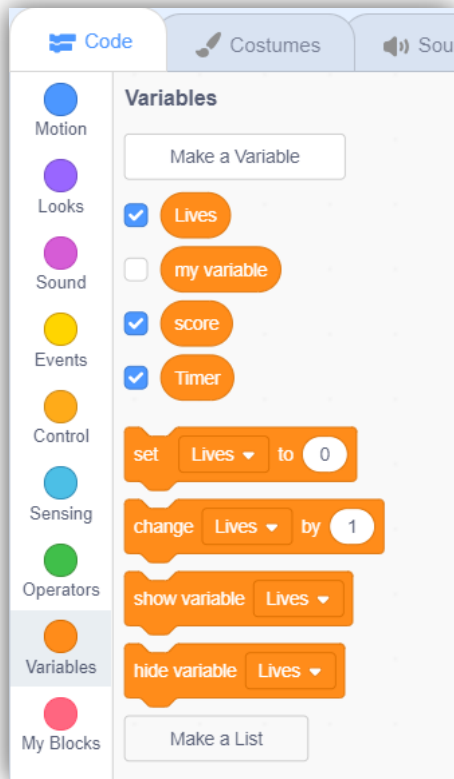 Code
Costumes
Sou
Motion
Looks
Sound
Events
Control
Sensing
Operators
Variables
My Blocks
Variables
Make a Variable
Lives
my variable
score
Timer
set Lives to 0
change Lives by 1
show variable Lives
hide variable Lives
Make a List